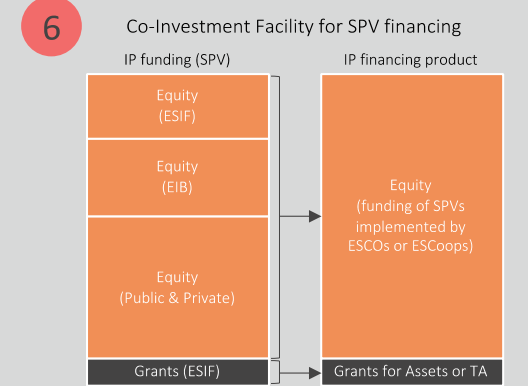 6
Co-Investment Facility for SPV financing
IP funding (SPV)
IP financing product
Equity
(ESIF)
Equity
(EIB)
Equity
(Public & Private)
Grants (ESIF)
Equity
(funding of SPVs
implemented by
ESCOs or ESCoops)
Grants for Assets or TA